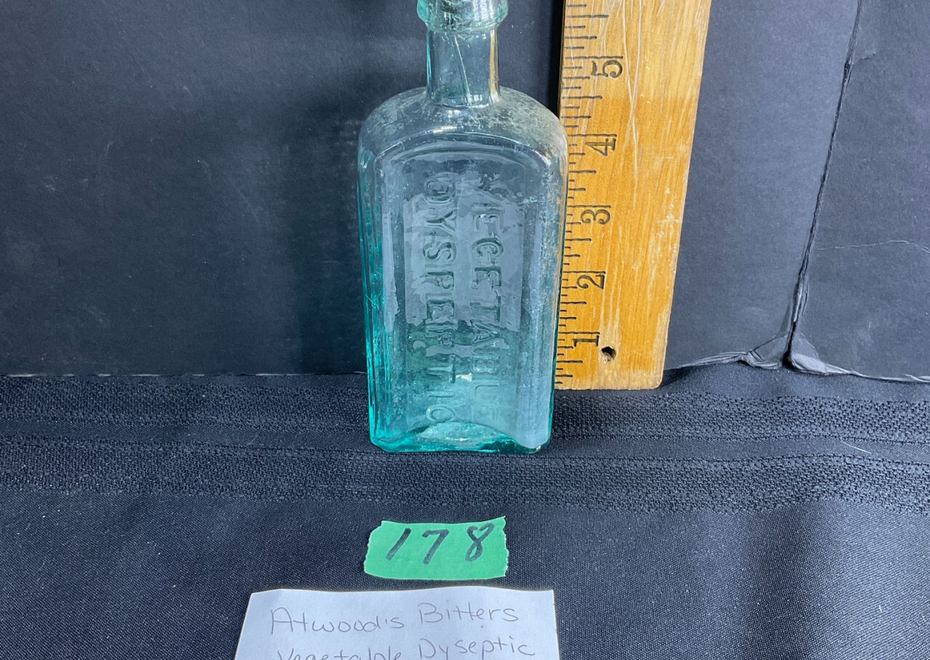 VEGETABLE
DYSPEPTIC
5
4
3
2
1
178
Atwood's Bitters
Vegetable Dyseptic